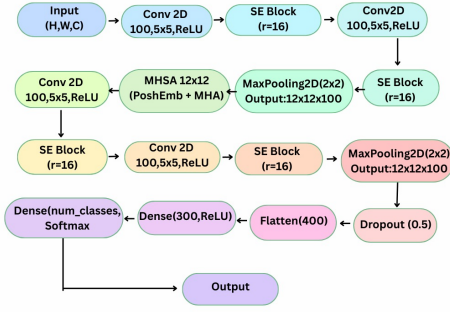 Input
(H,W,C)
Conv 2D
100,5x5,ReLU
SE Block
(r=16)
Conv2D
100,5x5,ReLU
SE Block
(r=16)
MaxPooling2D(2x2)
Output:12x12x100
MHSA 12x12
(PoshEmb + MHA)
Conv 2D
100,5x5,ReLU
SE Block
(r=16)
Conv 2D
100,5x5,ReLU
SE Block
(r=16)
MaxPooling2D(2x2)
Output:12x12x100
Dropout (0.5)
Flatten(400)
Dense(300,ReLU)
Dense(num_classes,
Softmax
Output